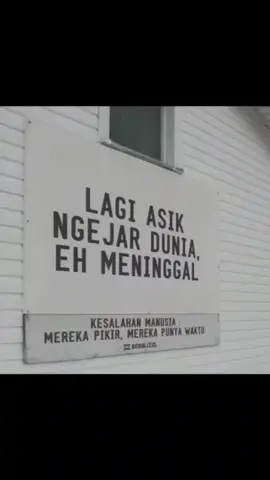 LAGI ASIK
NGEJAR DUNIA,
EH MENINGGAL
KESALAHAN MANUSIA :
MEREKA PIKIR, MEREKA PUNYA WAKTU